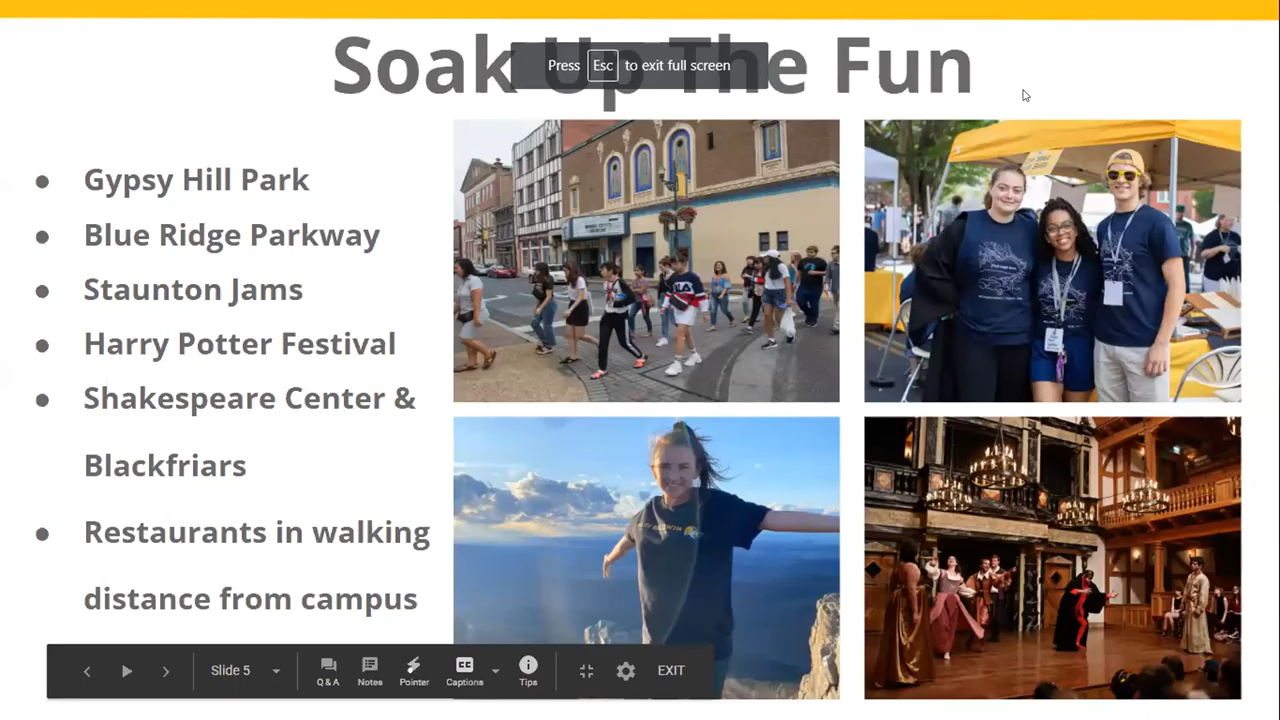 Soak Up The Fun
Press Esc to exit full screen
Gypsy Hill Park
Blue Ridge Parkway
Staunton Jams
Harry Potter Festival
Shakespeare Center &
Blackfriars
Restaurants in walking
distance from campus
Slide 5
Q & A
Notes
Pointer
Captions
Tips
EXIT